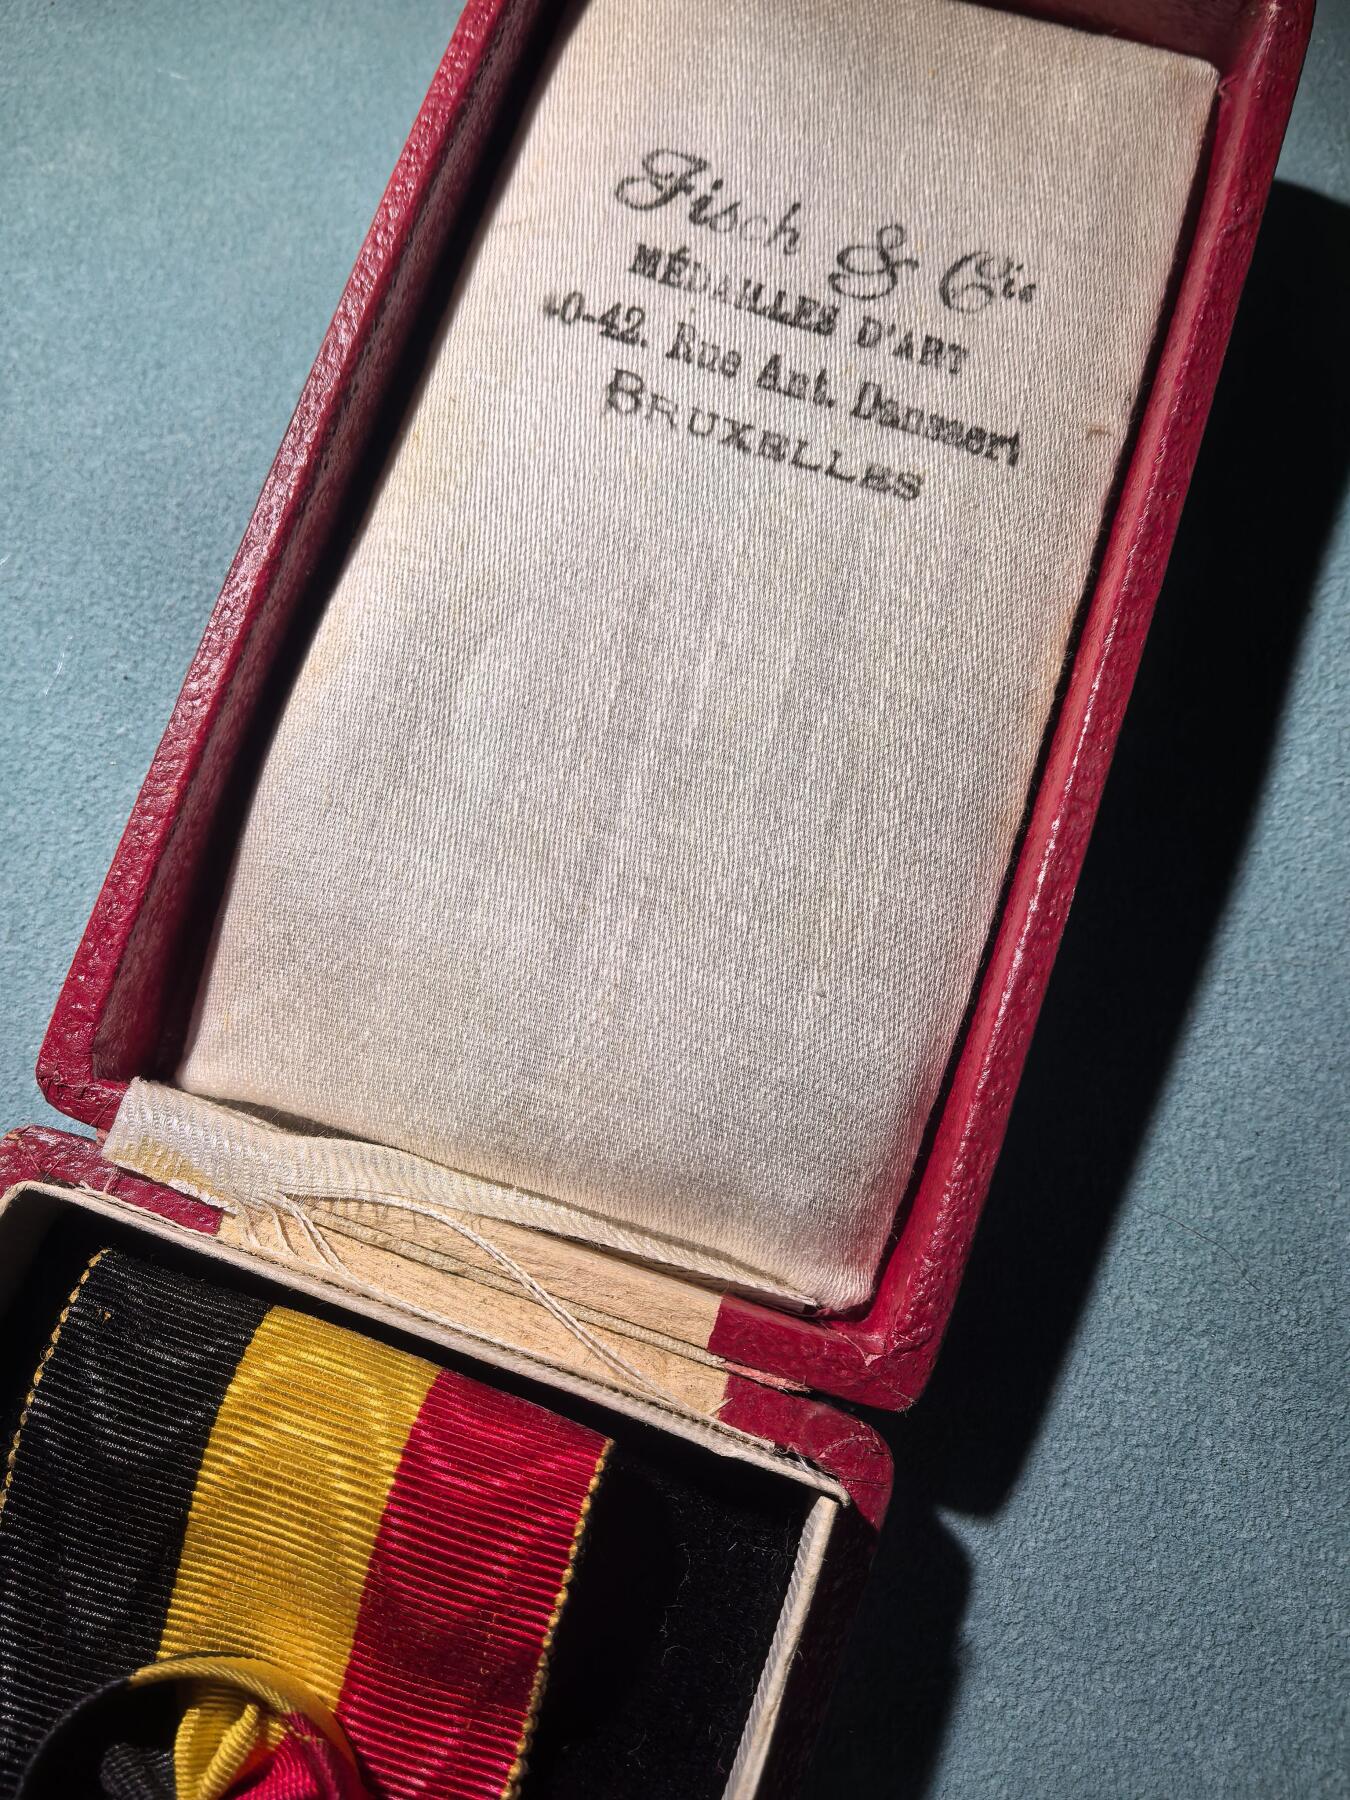 Fisch & Cie
MÉDAILLES D'ART
40-42, Rue Ant. Dansaert
BRUXELLES